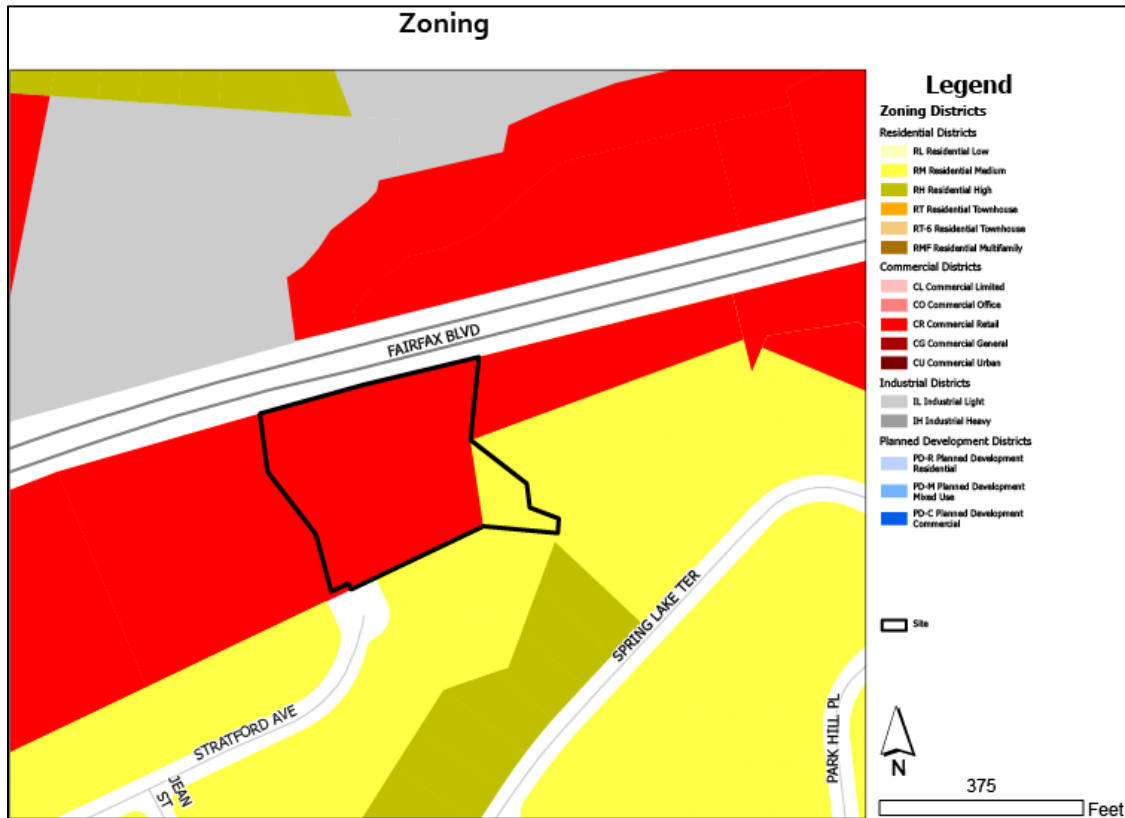 Zoning
Legend
Zoning Districts
Residential Districts
RL Residential Low
RM Residential Medium
RH Residential High
RT Residential Townhouse
RT-6 Residential Townhouse
RMF Residential Multifamily
Commercial Districts
CL Commercial Limited
CO Commercial Office
CR Commercial Retail
CG Commercial General
CU Commercial Urban
Industrial Districts
IL Industrial Light
IH Industrial Heavy
Planned Development Districts
PD-R Planned Development
Residential
PD-M Planned Development
Mixed Use
PD-C Planned Development
Commercial
Site
N
375
Feet
FAIRFAX BLVD
SPRING LAKE TER
STRATFORD AVE
JEAN
ST
PARK HILL PL